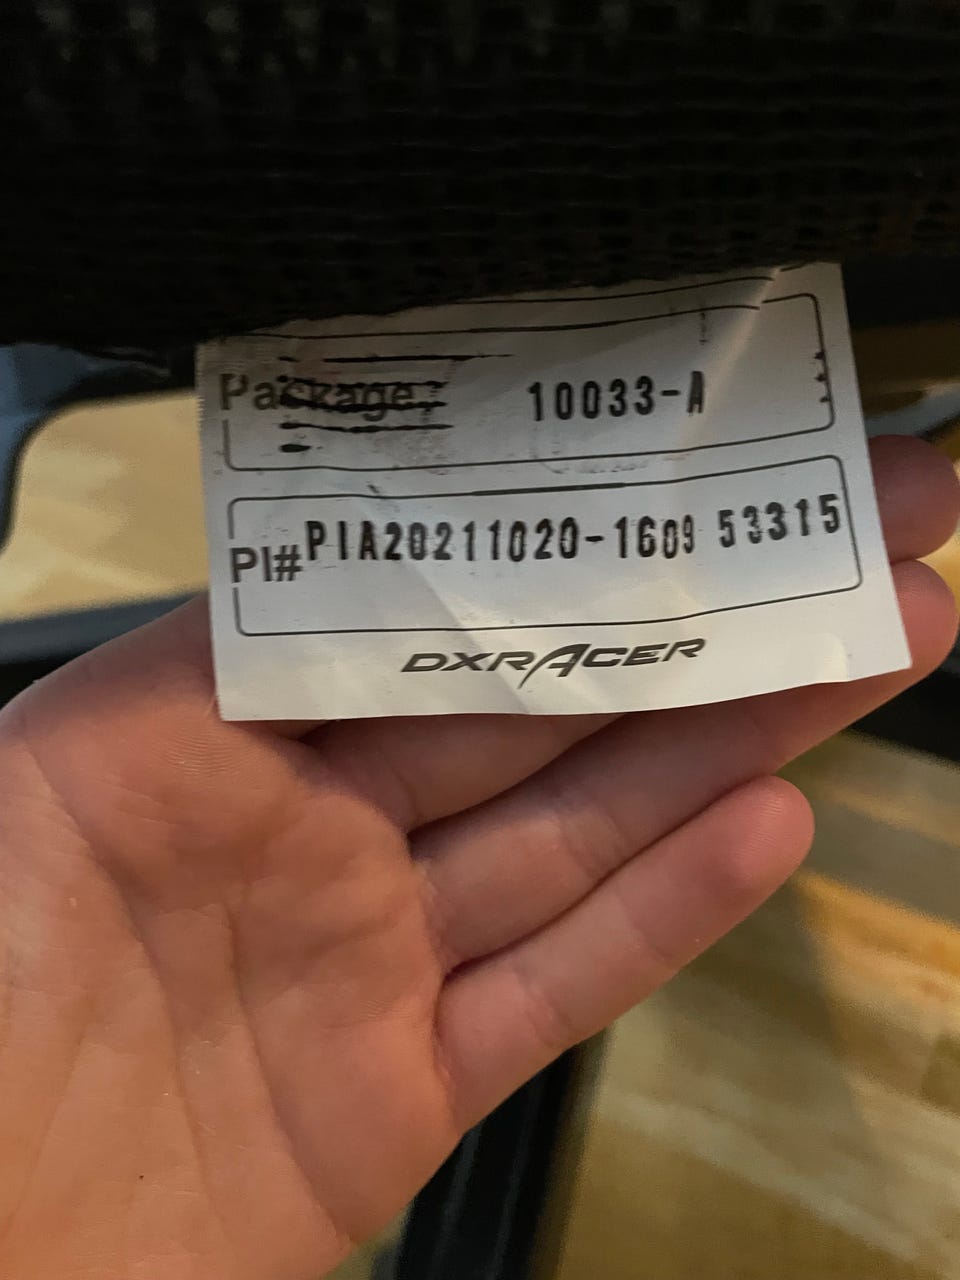 Package: 10033-A
PI# PIA20211020-1609 53315
DXRACER